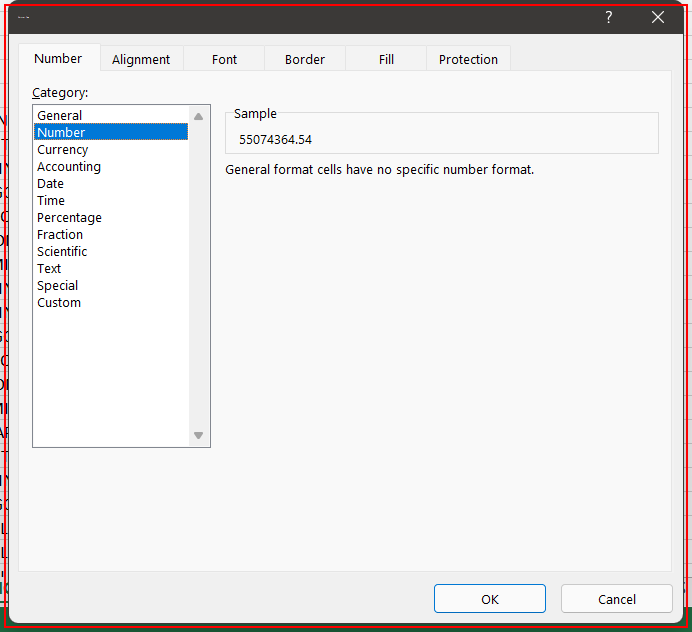 ?
Number
Alignment
Font
Border
Fill
Protection
Category:
General
Number
Currency
Accounting
Date
Time
Percentage
Fraction
Scientific
Text
Special
Custom
Sample
55074364.54
General format cells have no specific number format.
OK
Cancel